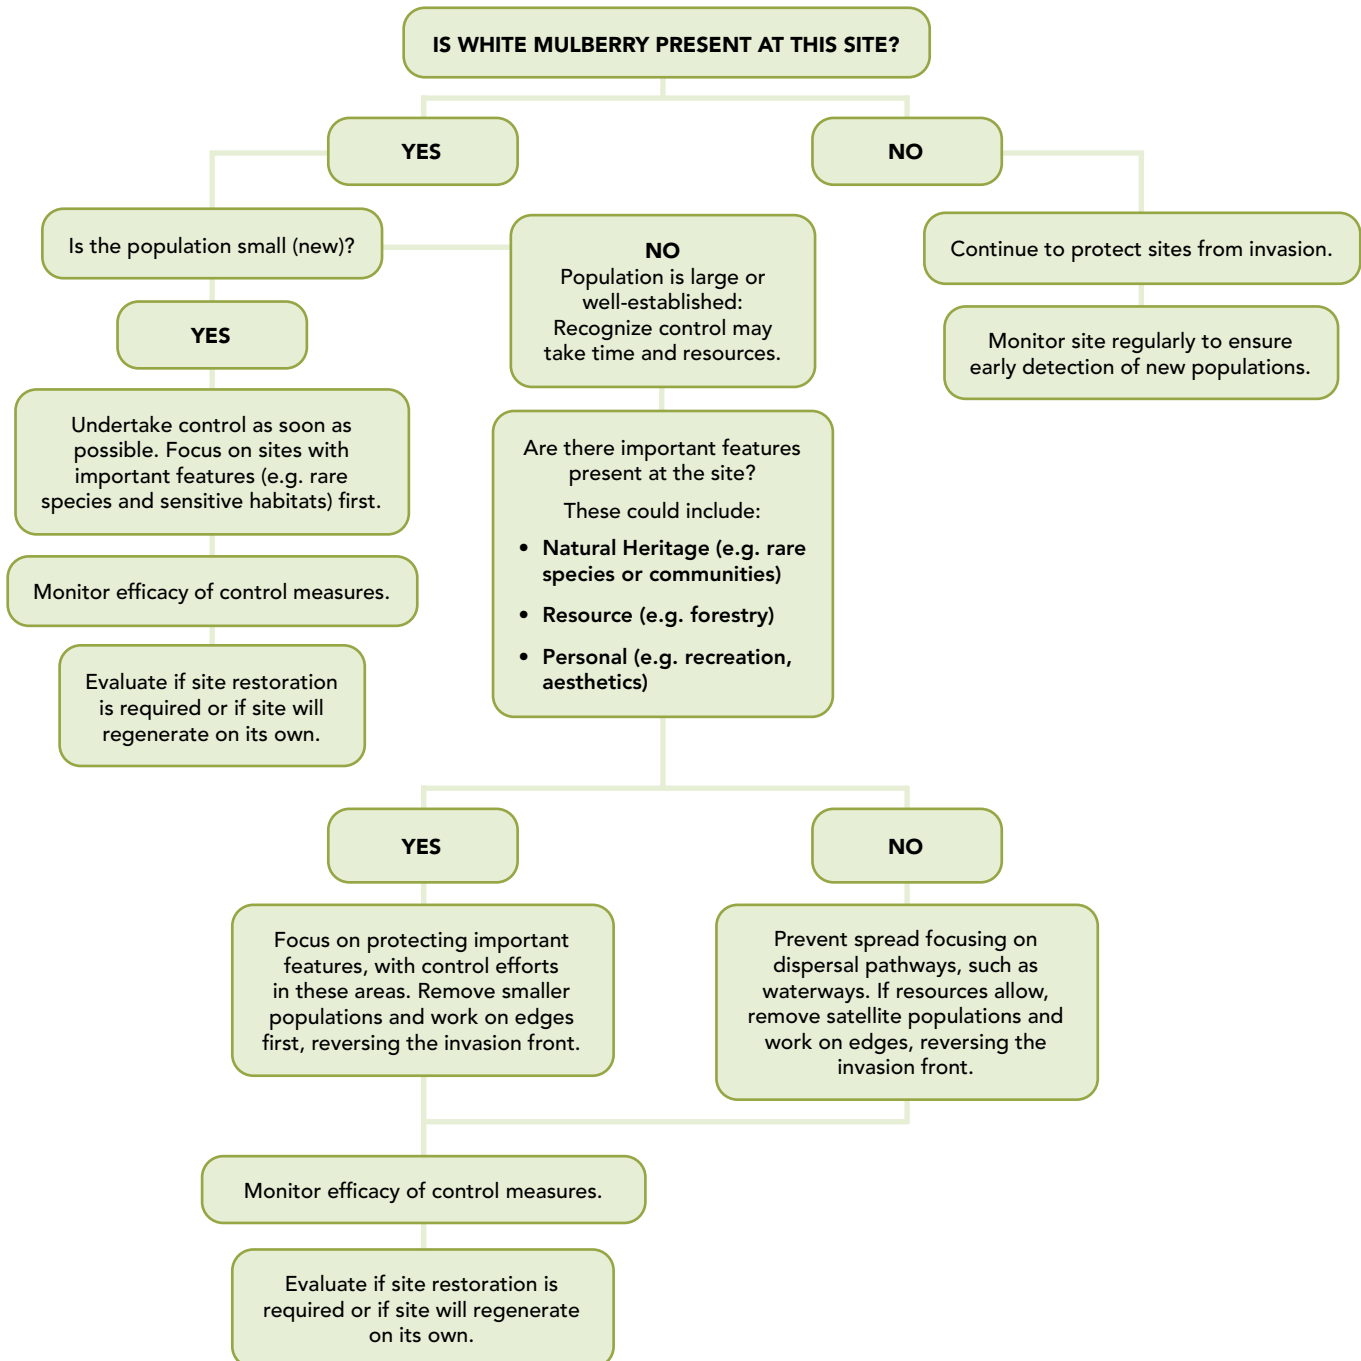 IS WHITE MULBERRY PRESENT AT THIS SITE?
YES
NO
Is the population small (new)?
NO
Population is large or
well-established:
Recognize control may
take time and resources.
Continue to protect sites from invasion.
YES
Monitor site regularly to ensure
early detection of new populations.
Undertake control as soon as
possible. Focus on sites with
important features (e.g. rare
species and sensitive habitats) first.
Are there important features
present at the site?
These could include:
• Natural Heritage (e.g. rare
species or communities)
• Resource (e.g. forestry)
• Personal (e.g. recreation,
aesthetics)
Monitor efficacy of control measures.
Evaluate if site restoration
is required or if site will
regenerate on its own.
YES
NO
Focus on protecting important
features, with control efforts
in these areas. Remove smaller
populations and work on edges
first, reversing the invasion front.
Prevent spread focusing on
dispersal pathways, such as
waterways. If resources allow,
remove satellite populations and
work on edges, reversing the
invasion front.
Monitor efficacy of control measures.
Evaluate if site restoration is
required or if site will regenerate
on its own.